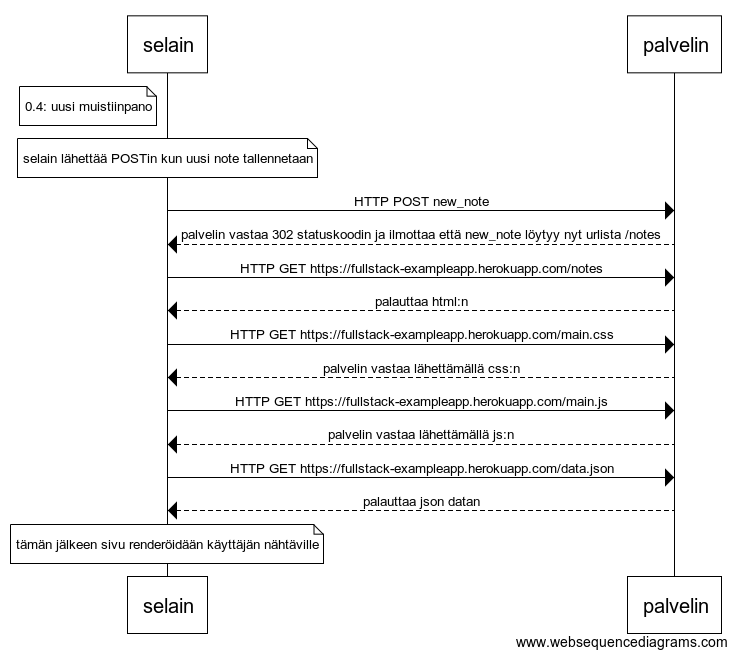 selain
palvelin
0.4: uusi muistiinpano
selain lähettää POSTin kun uusi note tallennetaan
HTTP POST new_note
palvelin vastaa 302 statuskoodin ja ilmottaa että new_note löytyy nyt urlista /notes
HTTP GET https://fullstack-exampleapp.herokuapp.com/notes
palauttaa html:n
HTTP GET https://fullstack-exampleapp.herokuapp.com/main.css
palvelin vastaa lähettämällä css:n
HTTP GET https://fullstack-exampleapp.herokuapp.com/main.js
palvelin vastaa lähettämällä js:n
HTTP GET https://fullstack-exampleapp.herokuapp.com/data.json
palauttaa json datan
tämän jälkeen sivu renderöidään käyttäjän nähtäville
selain
palvelin
www.websequencediagrams.com